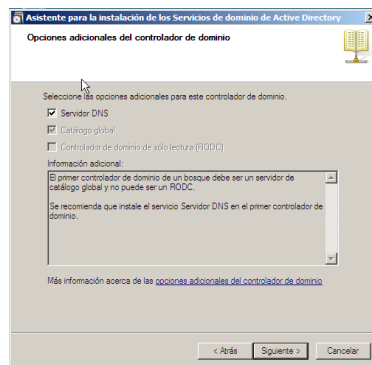 Asistente para la instalación de los Servicios de dominio de Active Directory
Opciones adicionales del controlador de dominio
Seleccione las opciones adicionales para este controlador de dominio.
Servidor DNS
Catálogo global
Controlador de dominio de sólo lectura (RODC)
Información adicional:
El primer controlador de dominio de un bosque debe ser un servidor de
catálogo global y no puede ser un RODC.
Se recomienda que instale el servicio Servidor DNS en el primer controlador de
dominio.
Más información acerca de las opciones adicionales del controlador de dominio
< Atrás Siguiente > Cancelar